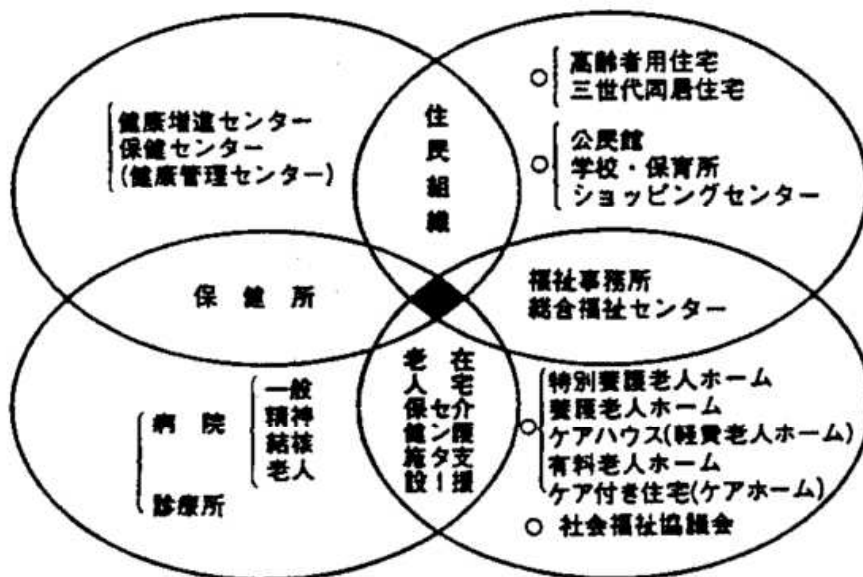 健康増進センター
保健センター
(健康管理センター)
住民組織
○
高齢者用住宅
三世代同居住宅
○
公民館
学校・保育所
ショッピングセンター
保健所
福祉事務所
総合福祉センター
病院
一般
精神
結核
老人
診療所
在宅介護支援センター
老人保健施設
○
特別養護老人ホーム
養護老人ホーム
ケアハウス(軽費老人ホーム)
有料老人ホーム
ケア付き住宅(ケアホーム)
○ 社会福祉協議会